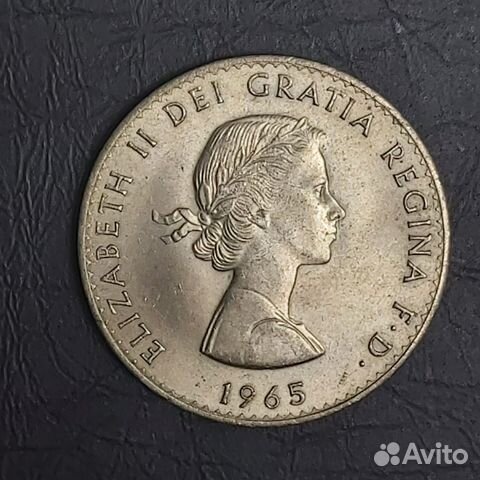 ELIZABETH II DEI GRATIA REGINA F.D.
1965
Avito